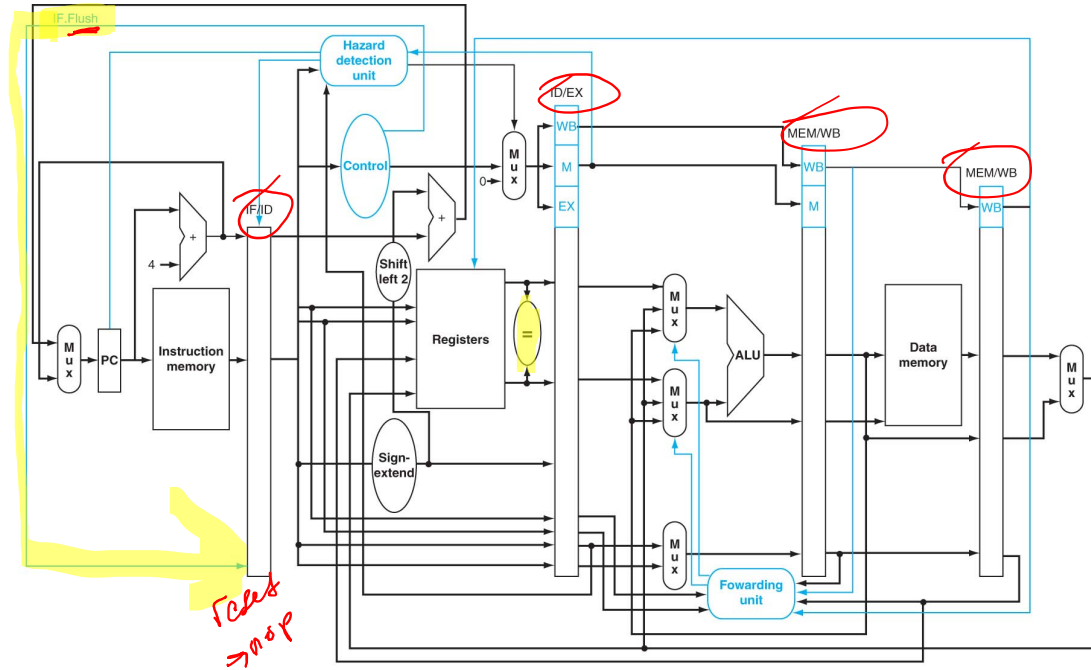 IF.Flush
Hazard
detection
unit
ID/EX
WB
MEM/WB
Control
M
u
x
M
WB
MEM/WB
0
EX
M
WB
IF/ID
+
+
4
Shift
left 2
M
u
x
PC
Instruction
memory
Registers
=
M
u
x
ALU
Data
memory
M
u
x
M
u
x
Sign-
extend
M
u
x
Fowarding
unit
→ nop